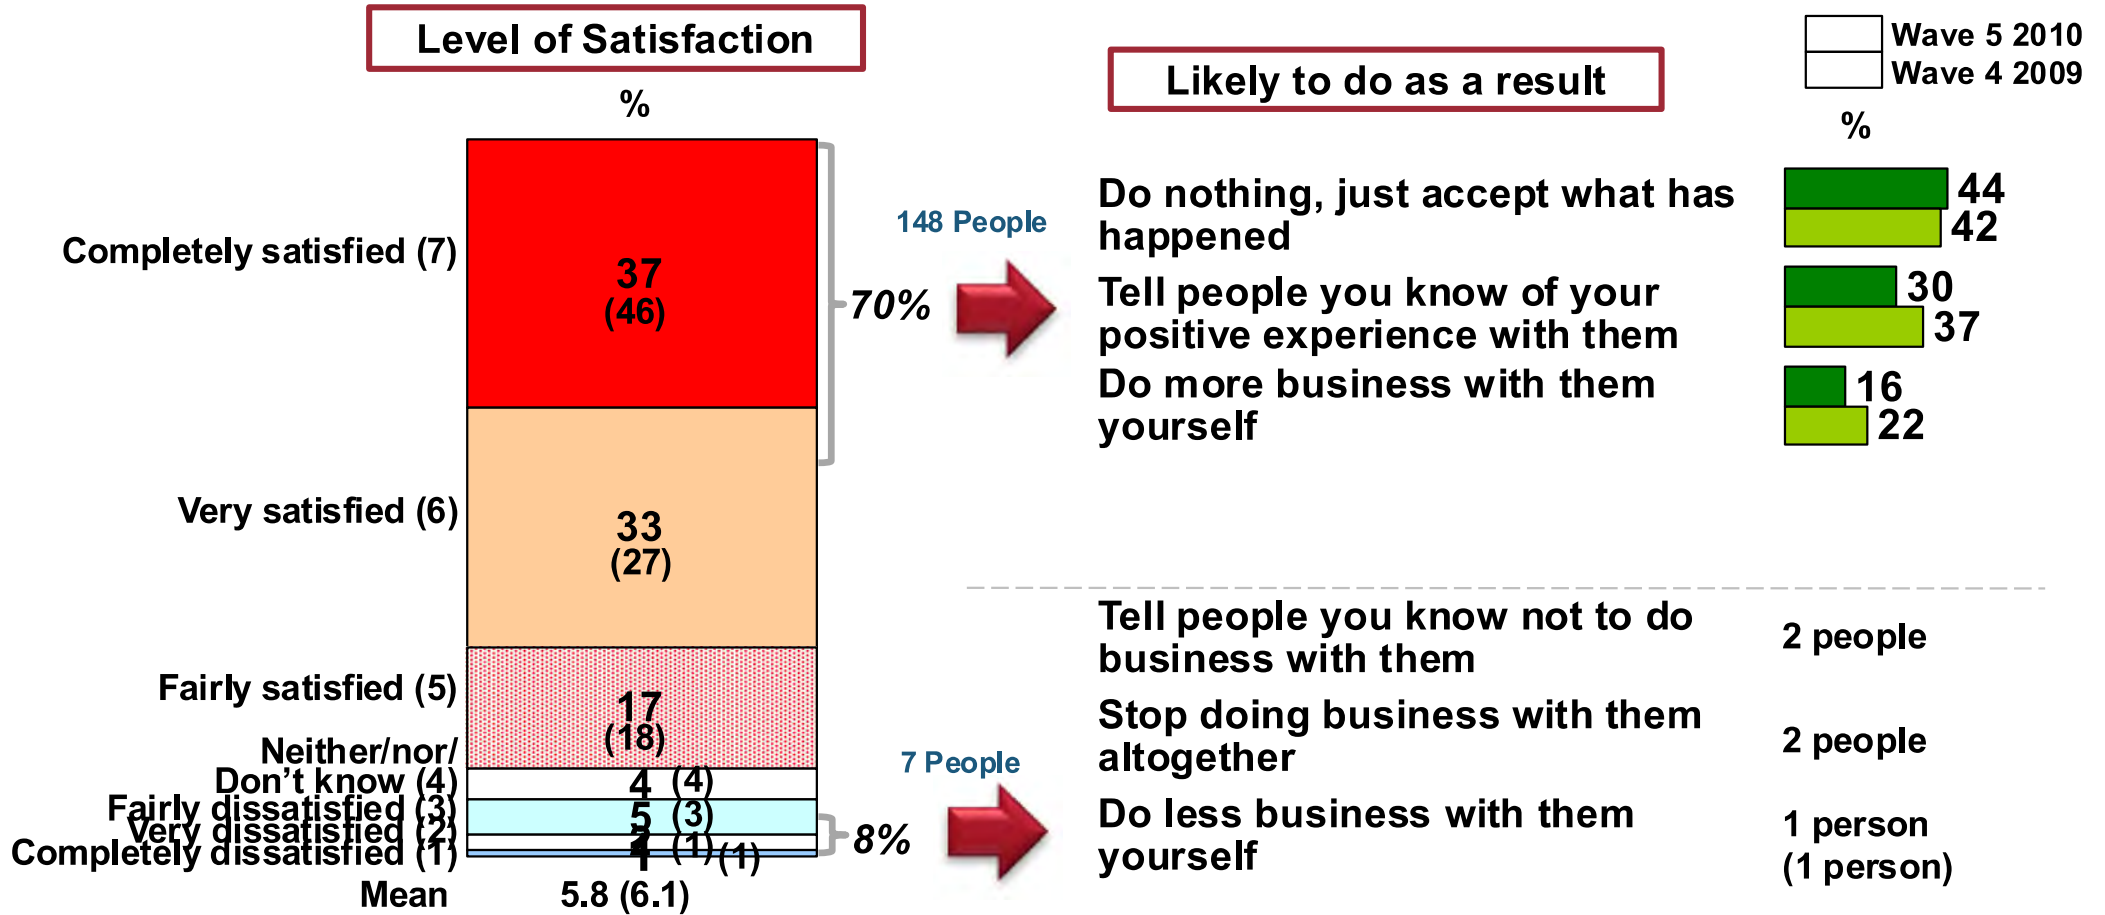 Level of Satisfaction
%
Completely satisfied (7)
37
(46)
Very satisfied (6)
33
(27)
Fairly satisfied (5)
17
(18)
Neither/nor/
Don't know (4)
4 (4)
Fairly dissatisfied (3)
5 (3)
Very dissatisfied (2)
(1)
Completely dissatisfied (1)
1 (1)
Mean 5.8 (6.1)
70%
8%
148 People
7 People
Likely to do as a result
Wave 5 2010
Wave 4 2009
%
Do nothing, just accept what has
happened
44
42
Tell people you know of your
positive experience with them
30
37
Do more business with them
yourself
16
22
Tell people you know not to do
business with them
2 people
Stop doing business with them
altogether
2 people
Do less business with them
yourself
1 person
(1 person)